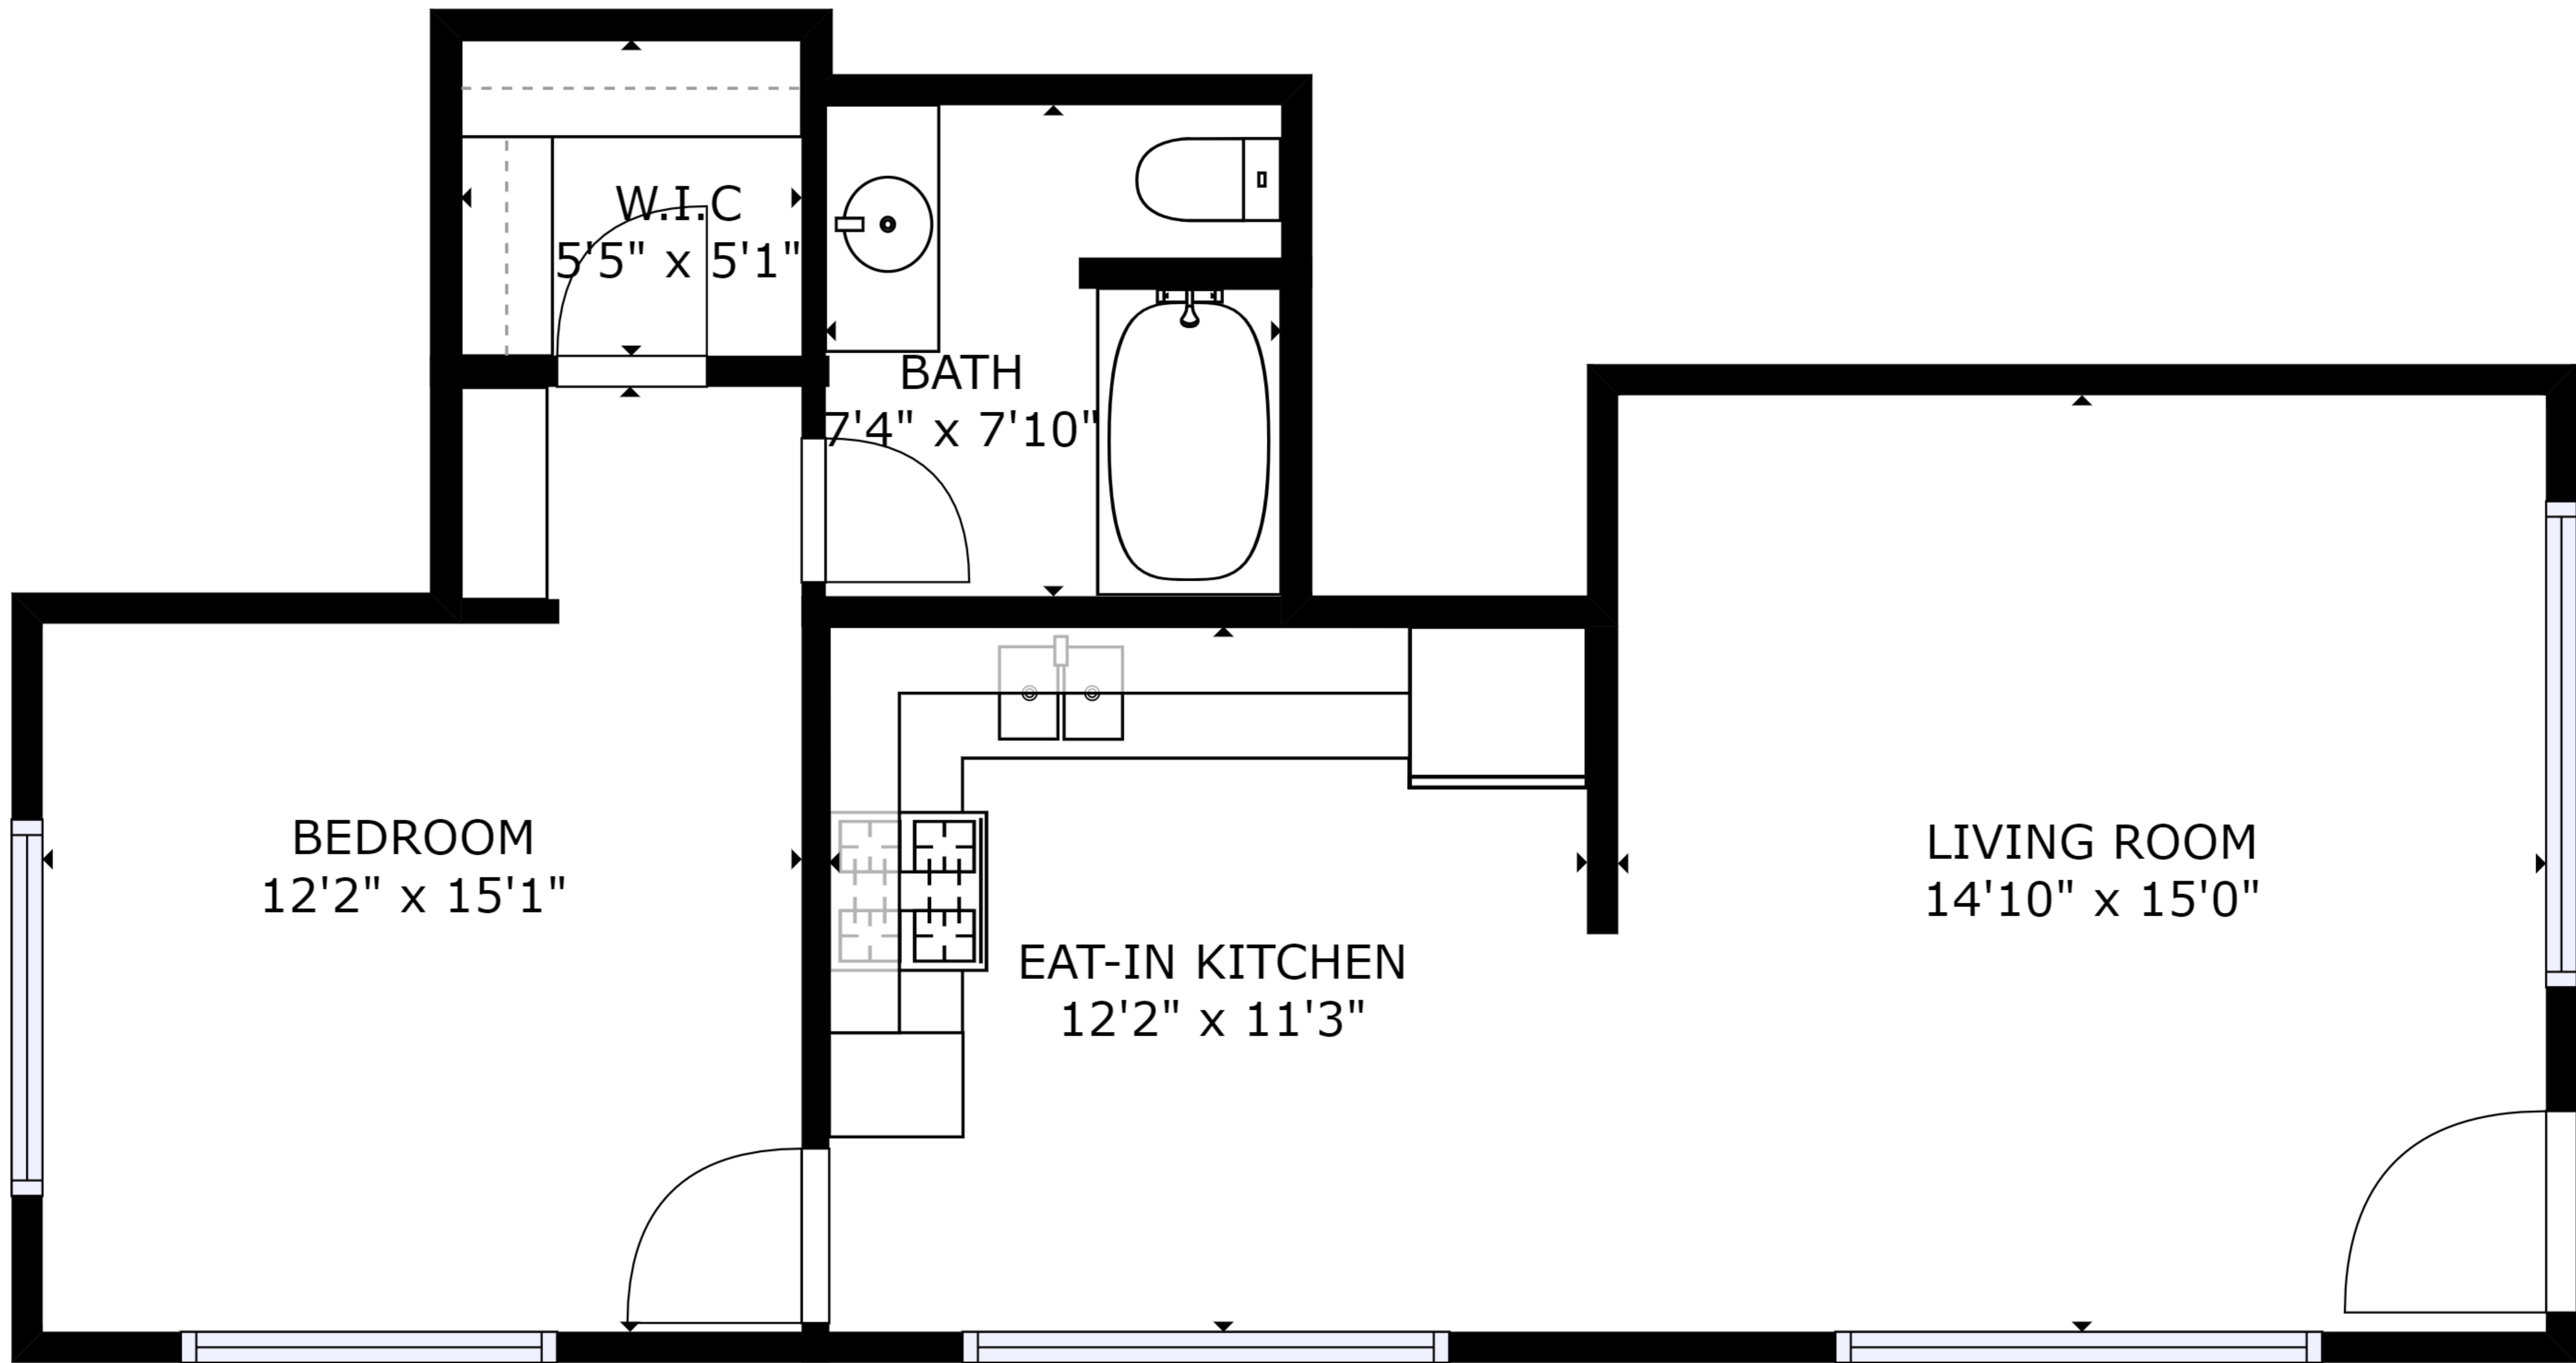 W.I.C
5'5" x 5'1"
BATH
7'4" x 7'10"
BEDROOM
12'2" x 15'1"
EAT-IN KITCHEN
12'2" x 11'3"
LIVING ROOM
14'10" x 15'0"